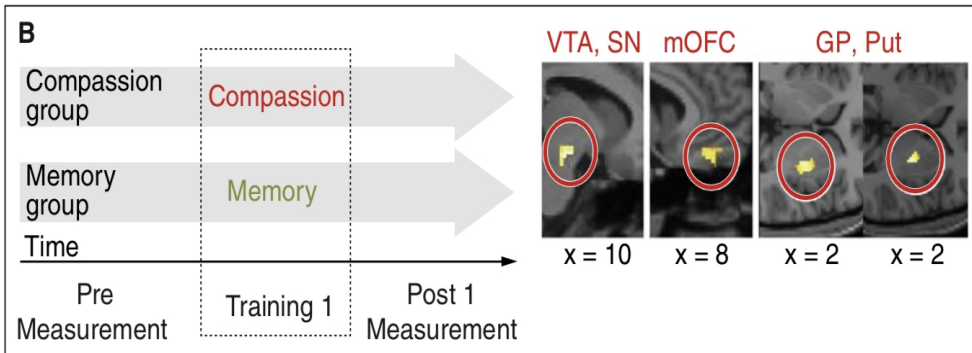 B
Compassion
group
Compassion
Memory
group
Memory
Time
Pre
Measurement
Training 1
Post 1
Measurement
VTA, SN
mOFC
GP, Put
x = 10
x = 8
x = 2
x = 2